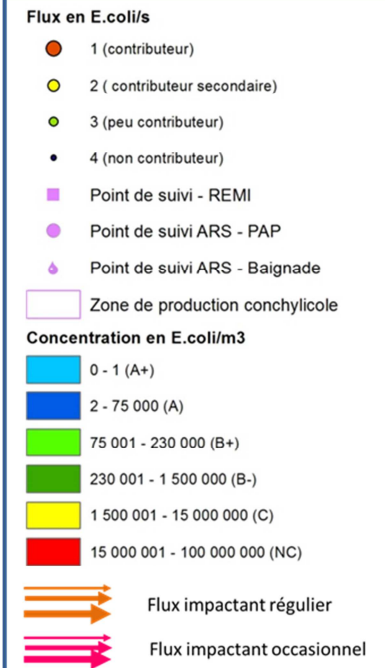 Flux en E.coli/s
1 (contributeur)
2 ( contributeur secondaire)
3 (peu contributeur)
4 (non contributeur)
Point de suivi - REMI
Point de suivi ARS - PAP
Point de suivi ARS - Baignade
Zone de production conchylicole
Concentration en E.coli/m3
0 - 1 (A+)
2 - 75 000 (A)
75 001 - 230 000 (B+)
230 001 - 1 500 000 (B-)
1 500 001 - 15 000 000 (C)
15 000 001 - 100 000 000 (NC)
Flux impactant régulier
Flux impactant occasionnel